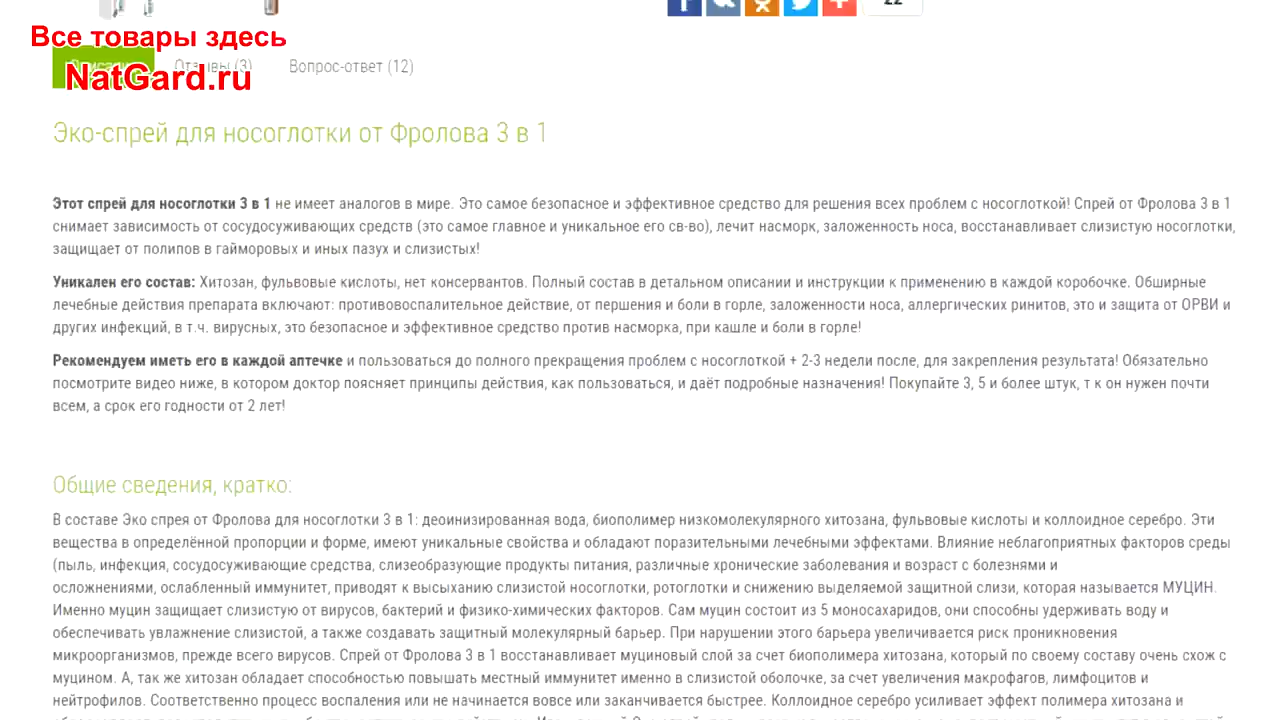 22
Все товары здесь
Отзывы (3) Вопрос-ответ (12)
NatGard.ru
Эко-спрей для носоглотки от Фролова 3 в 1
Этот спрей для носоглотки 3 в 1 не имеет аналогов в мире. Это самое безопасное и эффективное средство для решения всех проблем с носоглоткой! Спрей от Фролова 3 в 1
снимает зависимость от сосудосуживающих средств (это самое главное и уникальное его св-во), лечит насморк, заложенность носа, восстанавливает слизистую носоглотки,
защищает от полипов в гайморовых и иных пазух и слизистых!
Уникален его состав: Хитозан, фульвовые кислоты, нет консервантов. Полный состав в детальном описании и инструкции к применению в каждой коробочке. Обширные
лечебные действия препарата включают: противовоспалительное действие, от першения и боли в горле, заложенности носа, аллергических ринитов, это и защита от ОРВИ и
других инфекций, в т.ч. вирусных, это безопасное и эффективное средство против насморка, при кашле и боли в горле!
Рекомендуем иметь его в каждой аптечке и пользоваться до полного прекращения проблем с носоглоткой + 2-3 недели после, для закрепления результата! Обязательно
посмотрите видео ниже, в котором доктор поясняет принципы действия, как пользоваться, и даёт подробные назначения! Покупайте 3, 5 и более штук, т к он нужен почти
всем, а срок его годности от 2 лет!
Общие сведения, кратко:
В составе Эко спрея от Фролова для носоглотки 3 в 1: деоинизированная вода, биополимер низкомолекулярного хитозана, фульвовые кислоты и коллоидное серебро. Эти
вещества в определённой пропорции и форме, имеют уникальные свойства и обладают поразительными лечебными эффектами. Влияние неблагоприятных факторов среды
(пыль, инфекция, сосудосуживающие средства, слизеобразующие продукты питания, различные хронические заболевания и возраст с болезнями и
осложнениями, ослабленный иммунитет, приводят к высыханию слизистой носоглотки, ротоглотки и снижению выделяемой защитной слизи, которая называется МУЦИН.
Именно муцин защищает слизистую от вирусов, бактерий и физико-химических факторов. Сам муцин состоит из 5 моносахаридов, они способны удерживать воду и
обеспечивать увлажнение слизистой, а также создавать защитный молекулярный барьер. При нарушении этого барьера увеличивается риск проникновения
микроорганизмов, прежде всего вирусов. Спрей от Фролова 3 в 1 восстанавливает муциновый слой за счет биополимера хитозана, который по своему составу очень схож с
муцином. А, так же хитозан обладает способностью повышать местный иммунитет именно в слизистой оболочке, за счет увеличения макрофагов, лимфоцитов и
нейтрофилов. Соответственно процесс воспаления или не начинается вовсе или заканчивается быстрее. Коллоидное серебро усиливает эффект полимера хитозана и